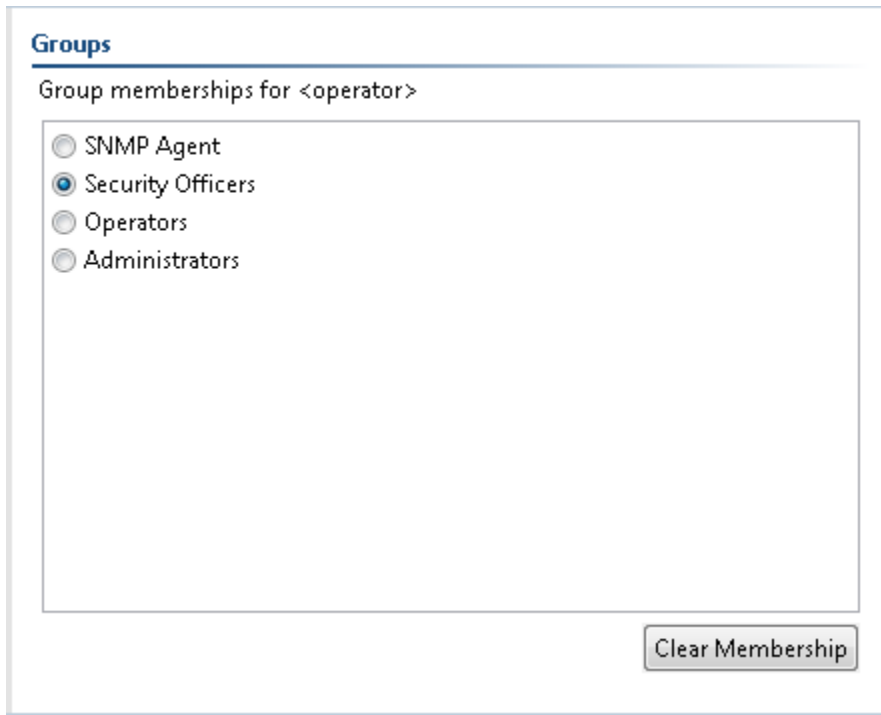 Groups
Group memberships for <operator>
SNMP Agent
Security Officers
Operators
Administrators
Clear Membership